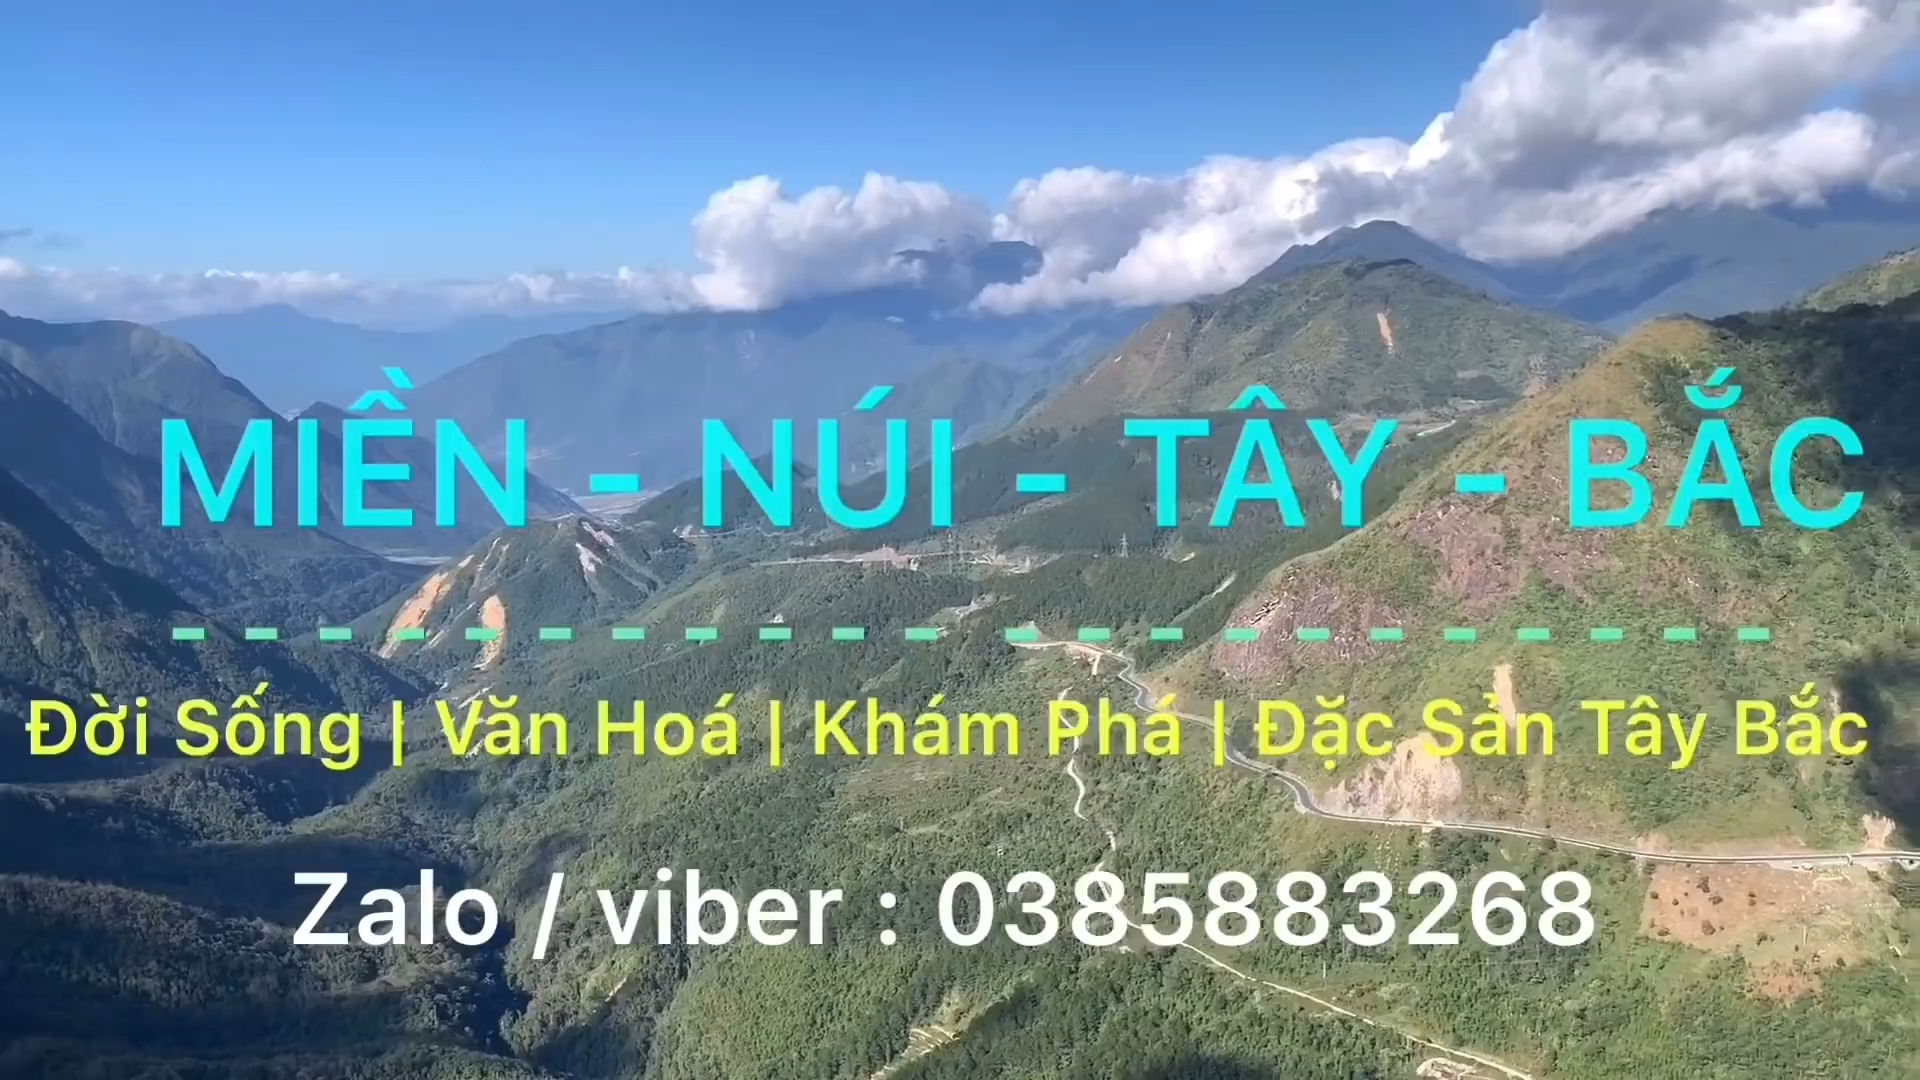 MIỀN - NÚI - TÂY - BẮC
- - - - - - - - - - - - - - - - - - - - - -
Đời Sống | Văn Hoá | Khám Phá | Đặc Sản Tây Bắc
Zalo / viber : 0385883268